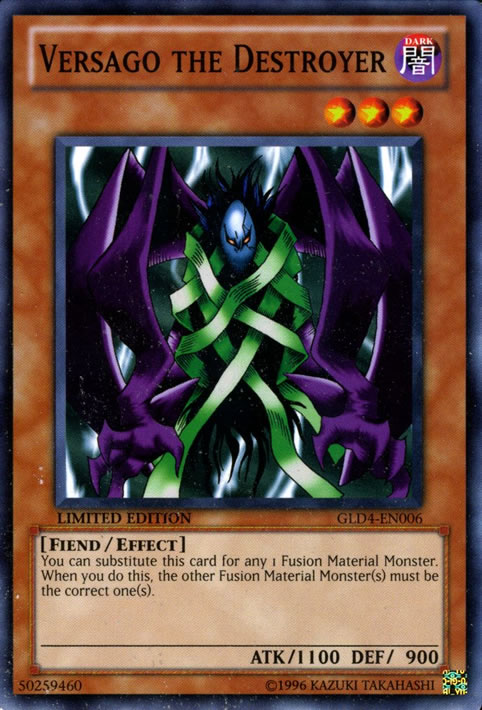 VERSAGO THE DESTROYER
DARK
闇
LIMITED EDITION
GLD4-EN006
[FIEND/EFFECT]
You can substitute this card for any 1 Fusion Material Monster.
When you do this, the other Fusion Material Monster(s) must be
the correct one(s).
ATK/1100 DEF/ 900
50259460
©1996 KAZUKI TAKAHASHI